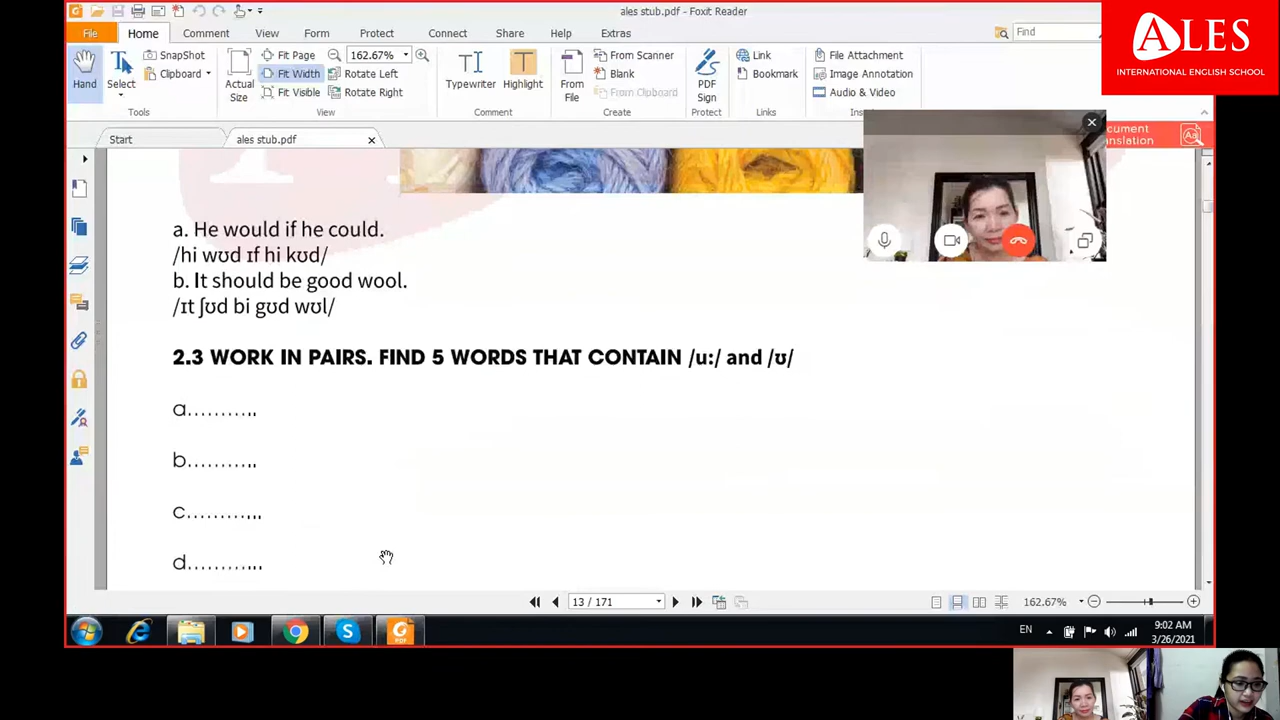 ales stub.pdf - Foxit Reader
File
Home
Comment
View
Form
Protect
Connect
Share
Help
Extras
Find
ALES
INTERNATIONAL ENGLISH SCHOOL
Hand
Select
SnapShot
Clipboard
Tools
Actual
Size
Fit Page
Fit Width
Fit Visible
162.67%
Rotate Left
Rotate Right
View
Typewriter
Highlight
Comment
From
File
From Scanner
Blank
From Clipboard
Create
PDF
Sign
Protect
Link
Bookmark
Links
File Attachment
Image Annotation
Audio & Video
Start
ales stub.pdf
a. He would if he could.
/hi wʊd ɪf hi kʊd/
b. It should be good wool.
/ɪt ʃʊd bi gʊd wʊl/
2.3 WORK IN PAIRS. FIND 5 WORDS THAT CONTAIN /u:/ and /ʊ/
a...........
b...........
c............
d............
13 / 171
162.67%
EN
9:02 AM
3/26/2021